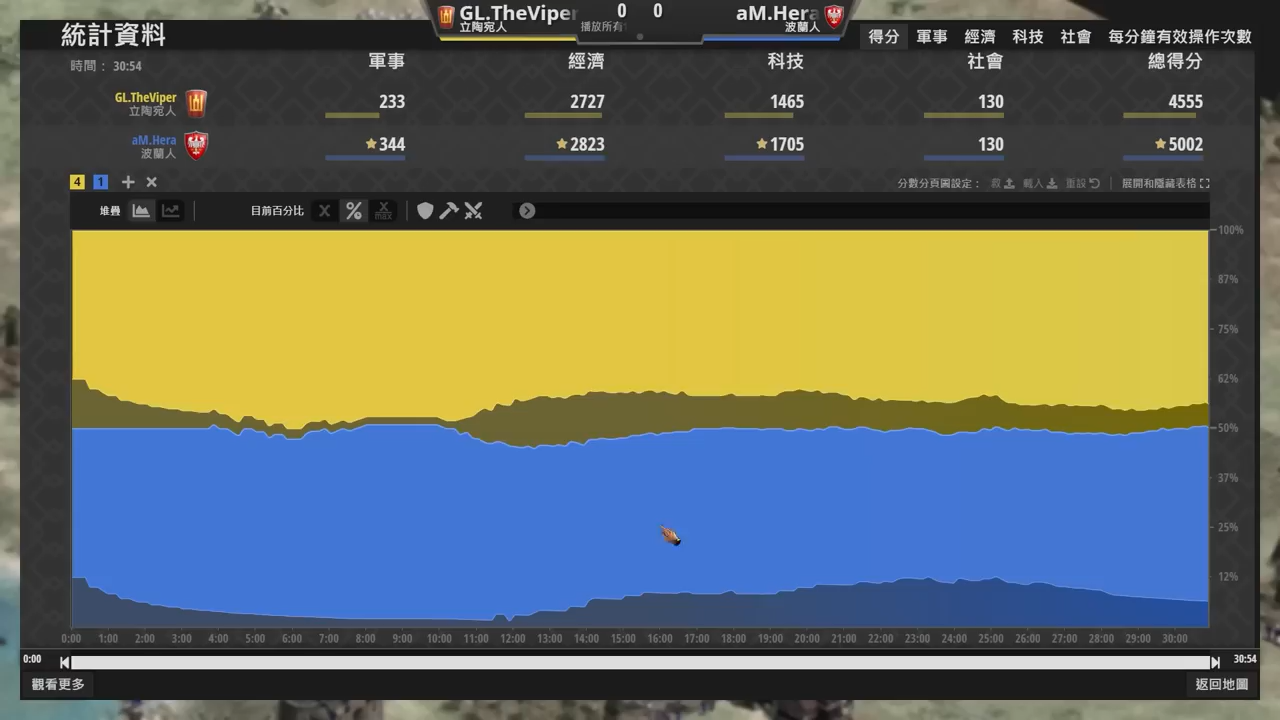 GL.TheViper 0 0 aM.Hera
立陶宛人 播放所有 波蘭人
統計資料
得分 軍事 經濟 科技 社會 每分鐘有效操作次數
時間： 30:54 軍事 經濟 科技 社會 總得分
GL.TheViper 233 2727 1465 130 4555
立陶宛人
aM.Hera 344 2823 1705 130 5002
波蘭人
4 1 分數分頁圖設定： 載入 重設 展開和隱藏表格
堆疊 目前百分比 X % X max
100%
87%
75%
62%
50%
37%
25%
12%
0:00 1:00 2:00 3:00 4:00 5:00 6:00 7:00 8:00 9:00 10:00 11:00 12:00 13:00 14:00 15:00 16:00 17:00 18:00 19:00 20:00 21:00 22:00 23:00 24:00 25:00 26:00 27:00 28:00 29:00 30:00
0:00 30:54
觀看更多 返回地圖